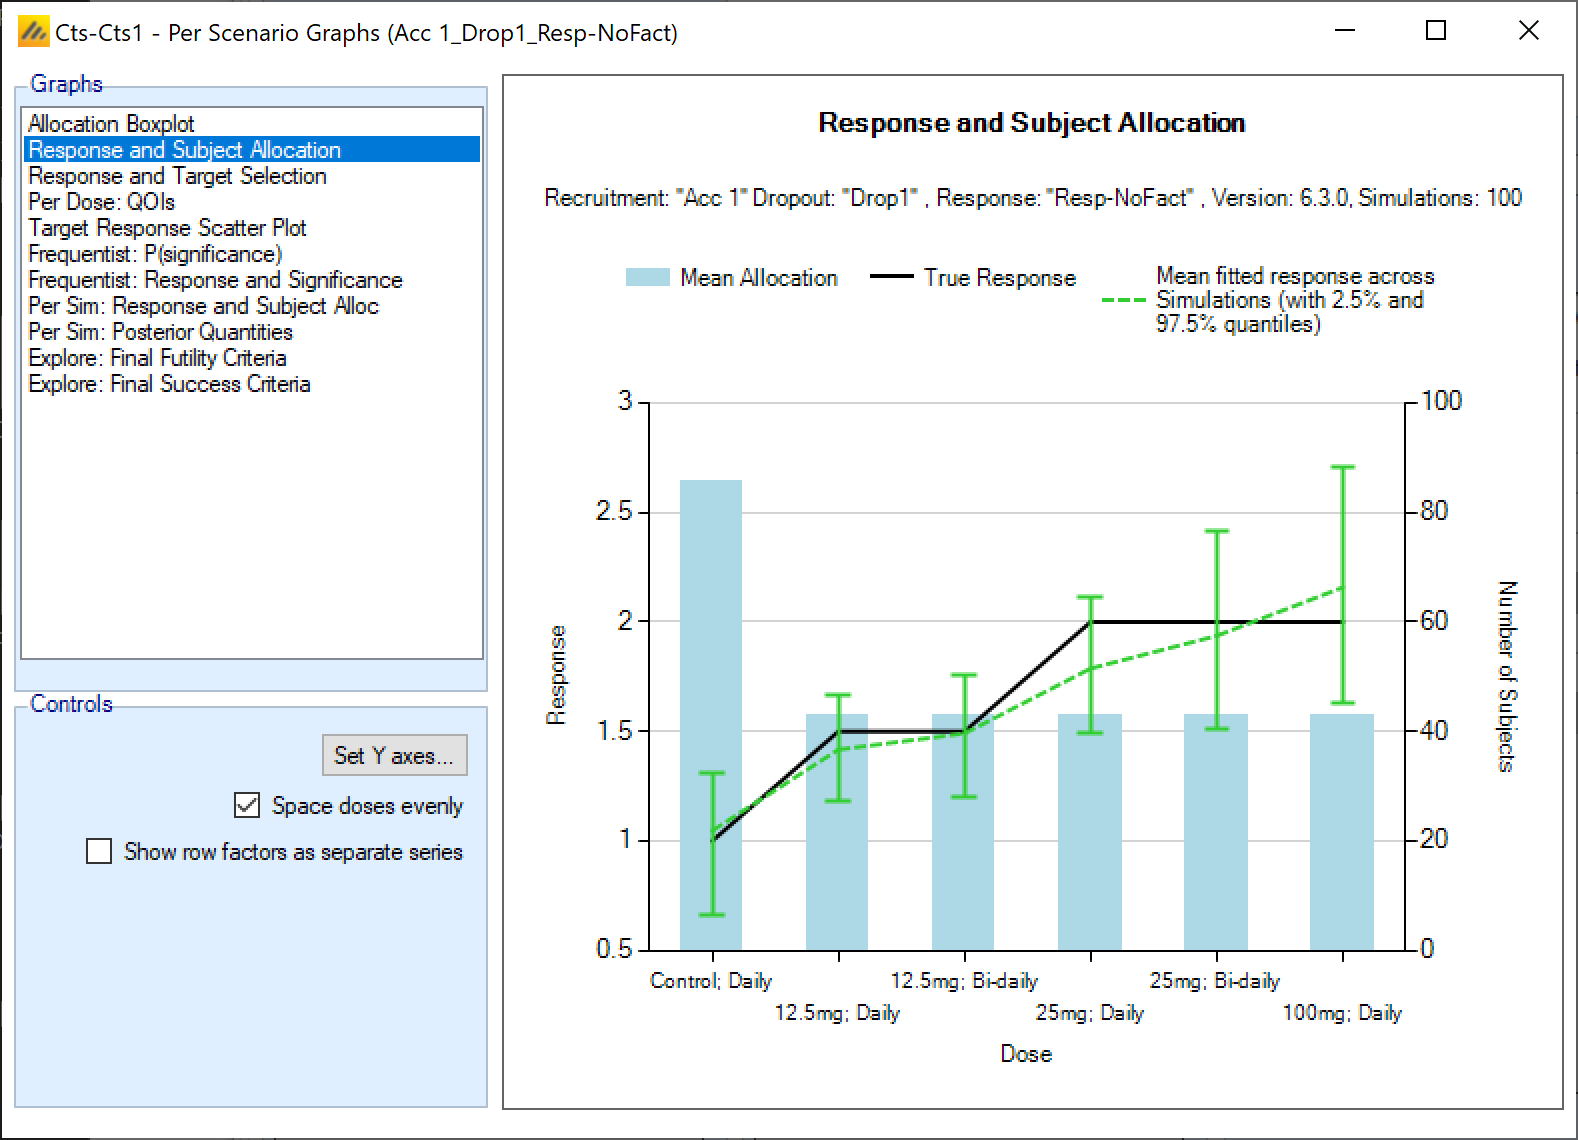 Cts-Cts1 - Per Scenario Graphs (Acc 1_Drop1_Resp-NoFact)
Graphs
Allocation Boxplot
Response and Subject Allocation
Response and Target Selection
Per Dose: QOIs
Target Response Scatter Plot
Frequentist: P(significance)
Frequentist: Response and Significance
Per Sim: Response and Subject Alloc
Per Sim: Posterior Quantities
Explore: Final Futility Criteria
Explore: Final Success Criteria
Controls
Set Y axes...
Space doses evenly
Show row factors as separate series
Response and Subject Allocation
Recruitment: "Acc 1" Dropout: "Drop1" , Response: "Resp-NoFact" , Version: 6.3.0, Simulations: 100
Mean Allocation
True Response
Mean fitted response across
Simulations (with 2.5% and
97.5% quantiles)
3
2.5
2
1.5
1
0.5
Response
100
80
60
40
20
0
Number of Subjects
Control; Daily
12.5mg; Daily
12.5mg; Bi-daily
25mg; Daily
25mg; Bi-daily
100mg; Daily
Dose